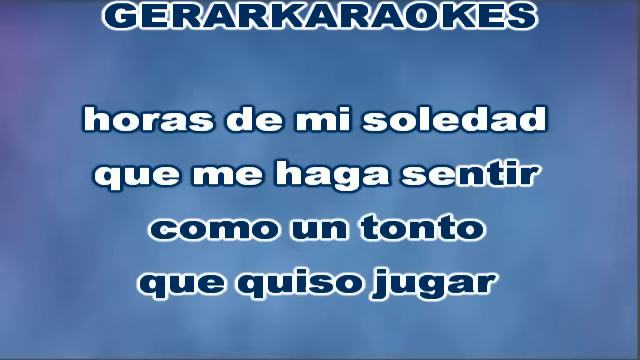 GERARKARAOKES
horas de mi soledad
que me haga sentir
como un tonto
que quiso jugar